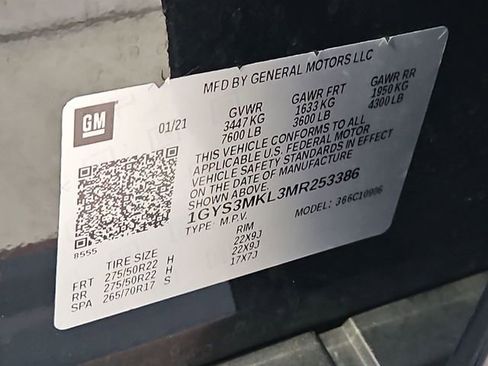 MFD BY GENERAL MOTORS LLC
GM
01/21
GVWR GAWR FRT GAWR RR
3447 KG 1633 KG 1950 KG
7600 LB 3600 LB 4300 LB
THIS VEHICLE CONFORMS TO ALL
APPLICABLE U.S. FEDERAL MOTOR
VEHICLE SAFETY STANDARDS IN EFFECT
ON THE DATE OF MANUFACTURE
SHOWN ABOVE.
1GYS3MKL3MR253386
TYPE: M.P.V. MODEL: 366C10906
8555
TIRE SIZE RIM
FRT 275/50R22 H 22X9J
RR 275/50R22 H 22X9J
SPA 265/70R17 S 17X7J